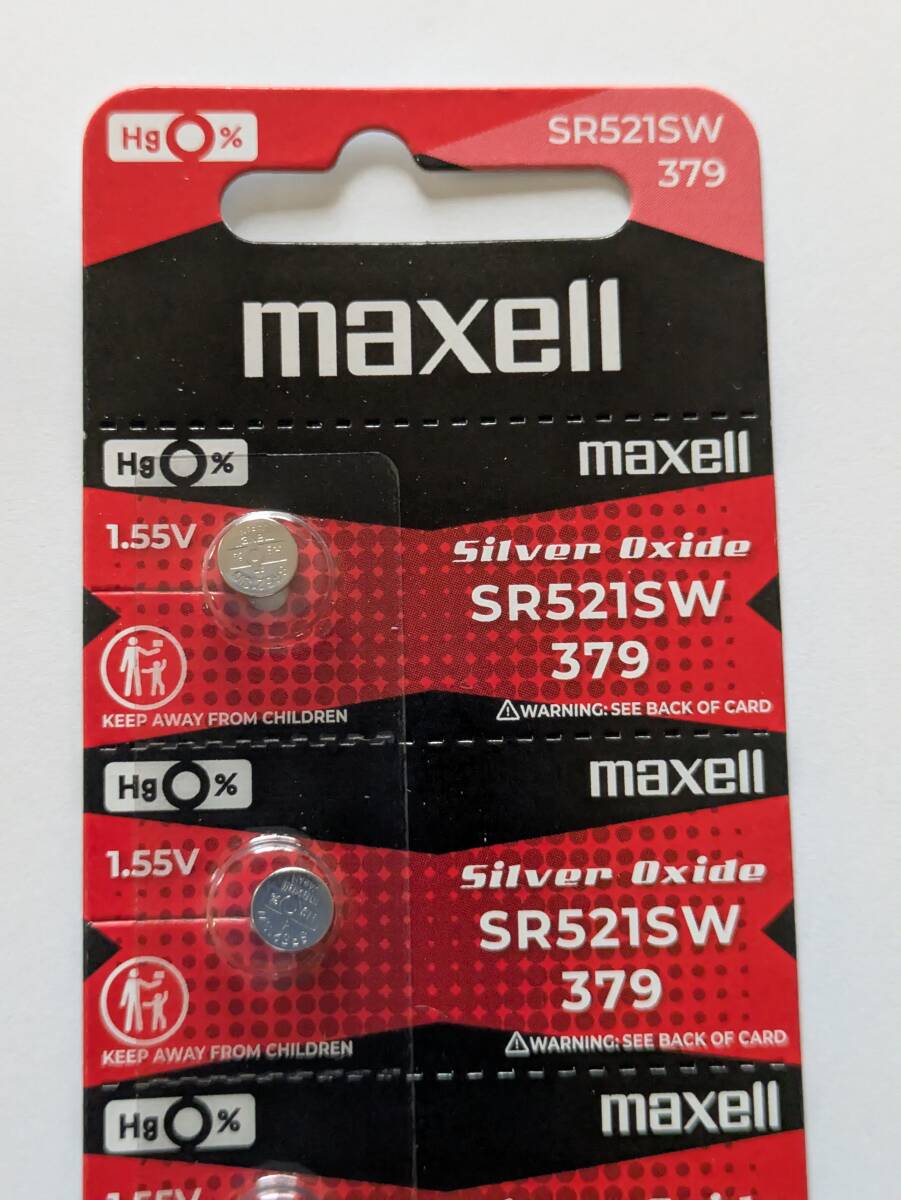 Hg 0%
SR521SW
379
maxell
Hg 0%
maxell
1.55V
Silver Oxide
SR521SW
379
KEEP AWAY FROM CHILDREN
WARNING: SEE BACK OF CARD
Hg 0%
maxell
1.55V
Silver Oxide
SR521SW
379
KEEP AWAY FROM CHILDREN
WARNING: SEE BACK OF CARD
Hg 0%
maxell
1.55V